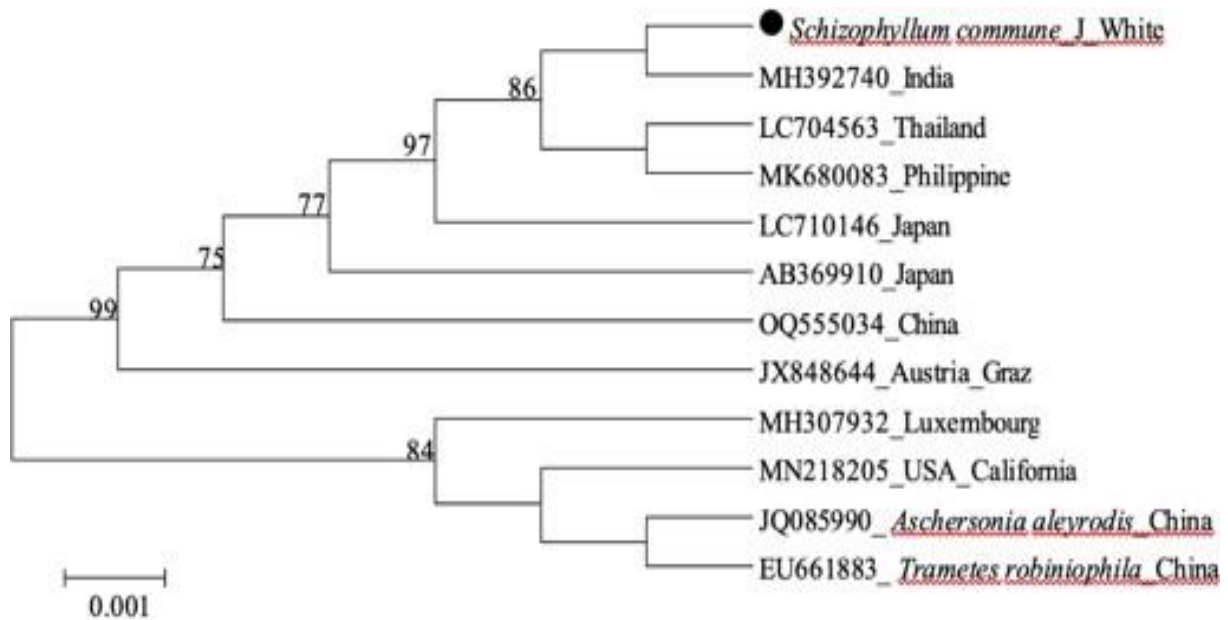 Schizophyllum commune_J_White
MH392740_India
86
LC704563_Thailand
97
MK680083_Philippine
77
LC710146_Japan
75
AB369910_Japan
99
OQ555034_China
JX848644_Austria_Graz
MH307932_Luxembourg
84
MN218205_USA_California
JQ085990_ Aschersonia aleyrodis_China
EU661883_ Trametes robiniophila_China
0.001